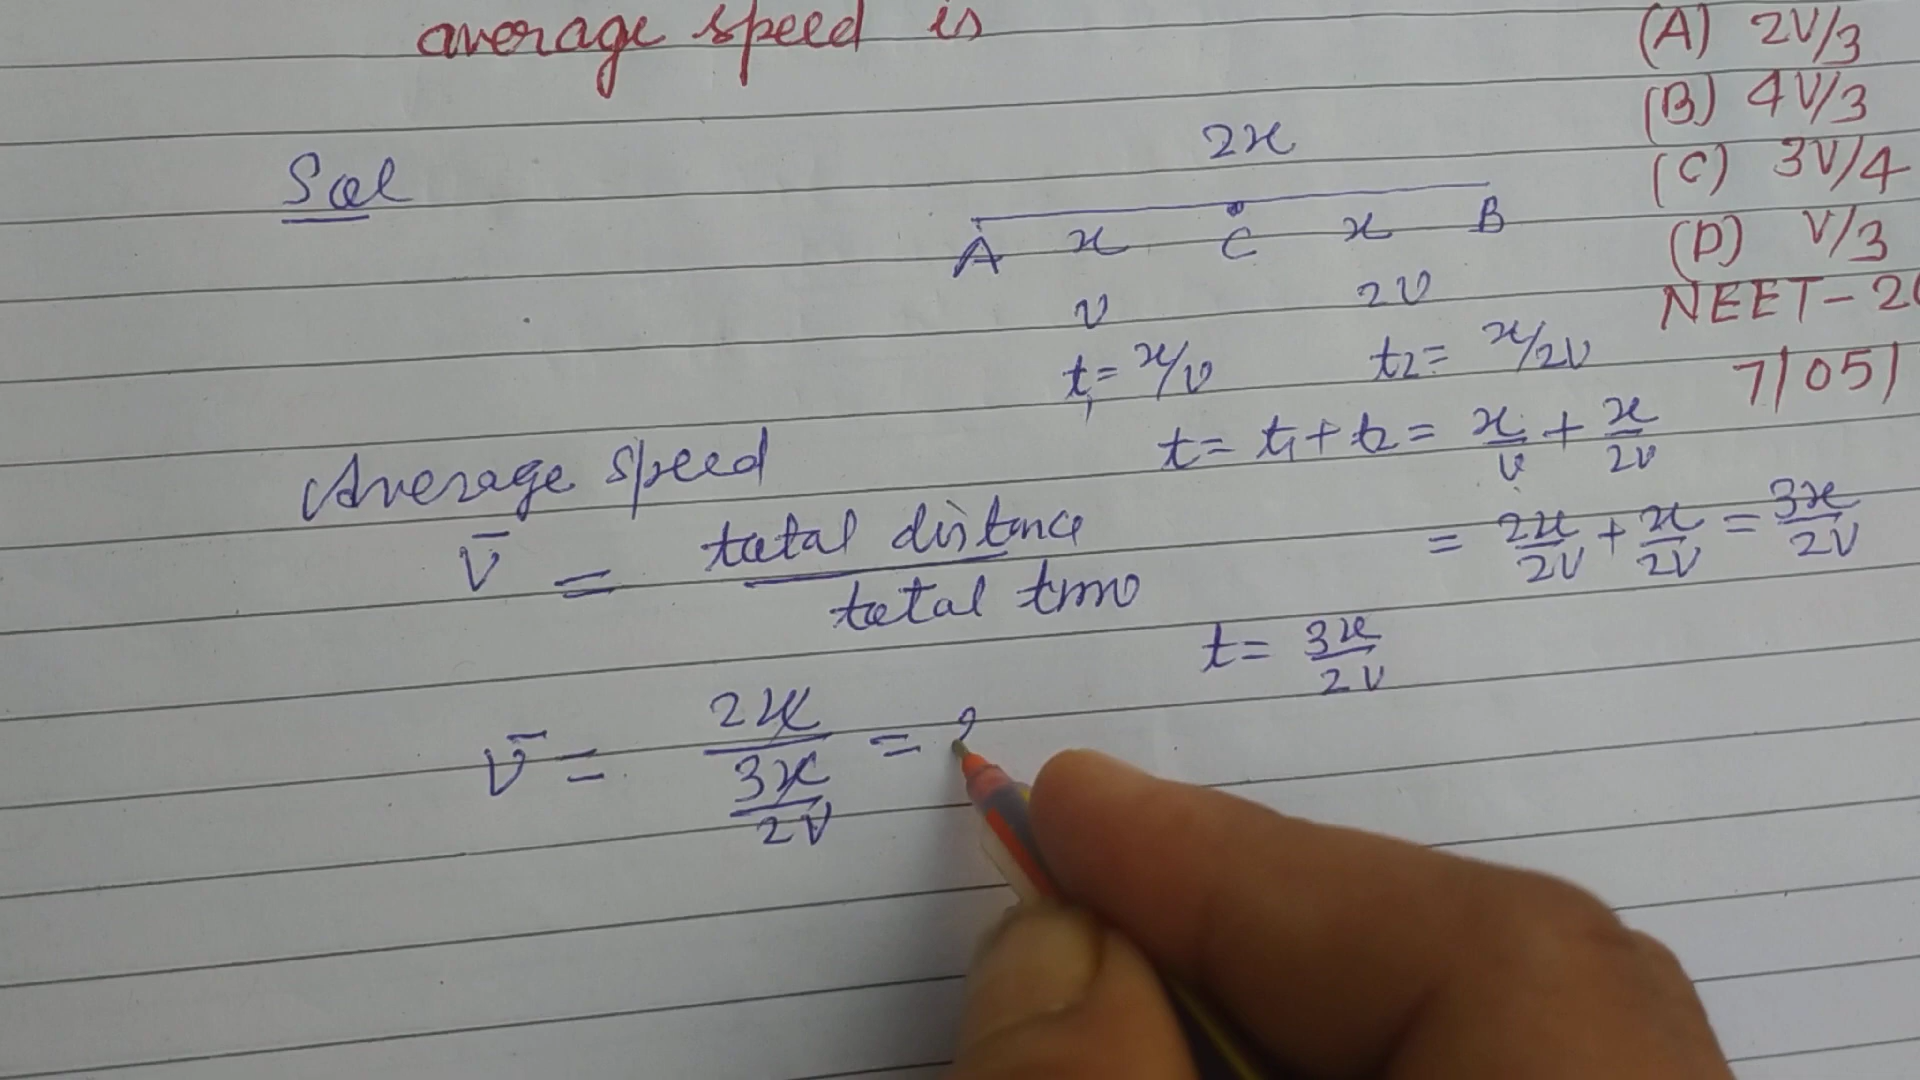 average speed is
(A) 2V/3
(B) 4V/3
(C) 3V/4
(D) V/3
NEET-20
7/05/
Sol
2x
A x C x B
v 2v
t1 = x/v t2 = x/2v
t = t1 + t2 = x/v + x/2v
= 2x/2v + x/2v = 3x/2v
t = 3x/2v
Average speed
v̄ = total distance / total time
v̄ = 2x / (3x/2v) =